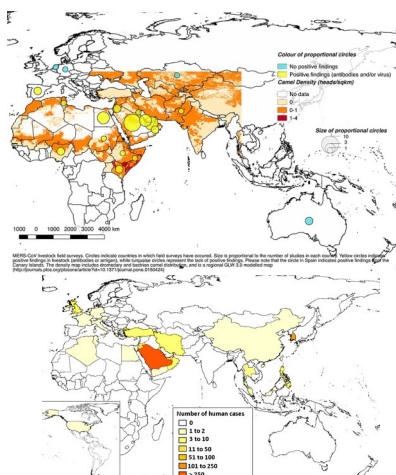 Colour of proportional circles
No positive findings
Positive findings (antibodies and/or virus)
Camel Density (heads/sqkm)
No data
0
0-1
1-4
Size of proportional circles
10
3
1
1000 0 1000 2000 3000 4000 km
MERS-CoV livestock field surveys. Circles indicate countries in which field surveys have occured. Size is proportional to the number of studies in each country. Yellow circles indicate
positive findings in livestock (antibodies or antigen), while turquoise circles represent the lack of positive findings. Please note that the circle in Spain indicates positive findings from the
Canary Islands. The density map includes dromedary and bactrian camel distribution, and is a regional GLW 2.0 modelled map
(http://journals.plos.org/plosone/article?id=10.1371/journal.pone.0150424)
Number of human cases
0
1 to 2
3 to 10
11 to 50
51 to 100
101 to 250
> 250